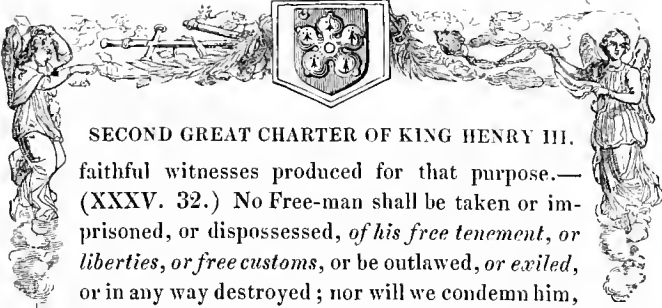 SECOND GREAT CHARTER OF KING HENRY III.
faithful witnesses produced for that purpose.—
(XXXV. 32.) No Free-man shall be taken or im-
prisoned, or dispossessed, of his free tenement, or
liberties, or free customs, or be outlawed, or exiled,
or in any way destroyed ; nor will we condemn him,